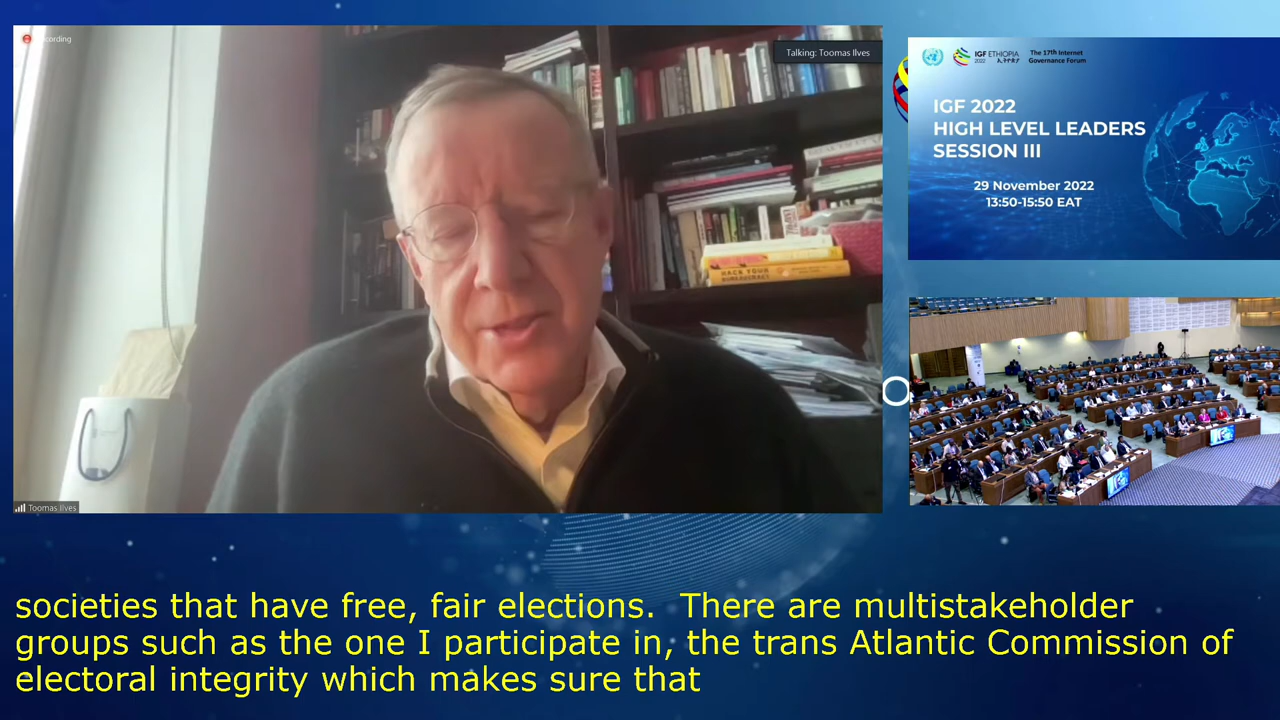 Recording
Talking: Toomas Ilves
IGF ETHIOPIA
2022 ኢትዮጵያ
The 17th Internet
Governance Forum
IGF 2022
HIGH LEVEL LEADERS
SESSION III
29 November 2022
13:50-15:50 EAT
HACK YOUR
BUREAUCRACY
Toomas Ilves
societies that have free, fair elections. There are multistakeholder
groups such as the one I participate in, the trans Atlantic Commission of
electoral integrity which makes sure that